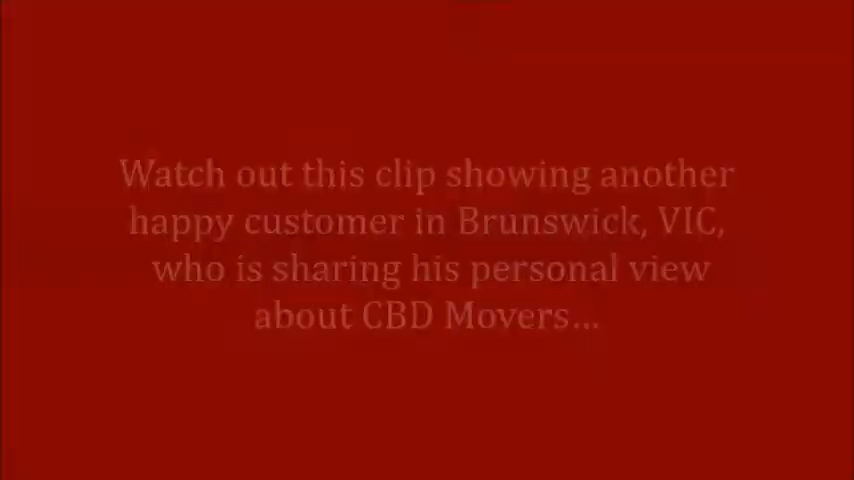 Watch out this clip showing another
happy customer in Brunswick, VIC,
who is sharing his personal view
about CBD Movers...